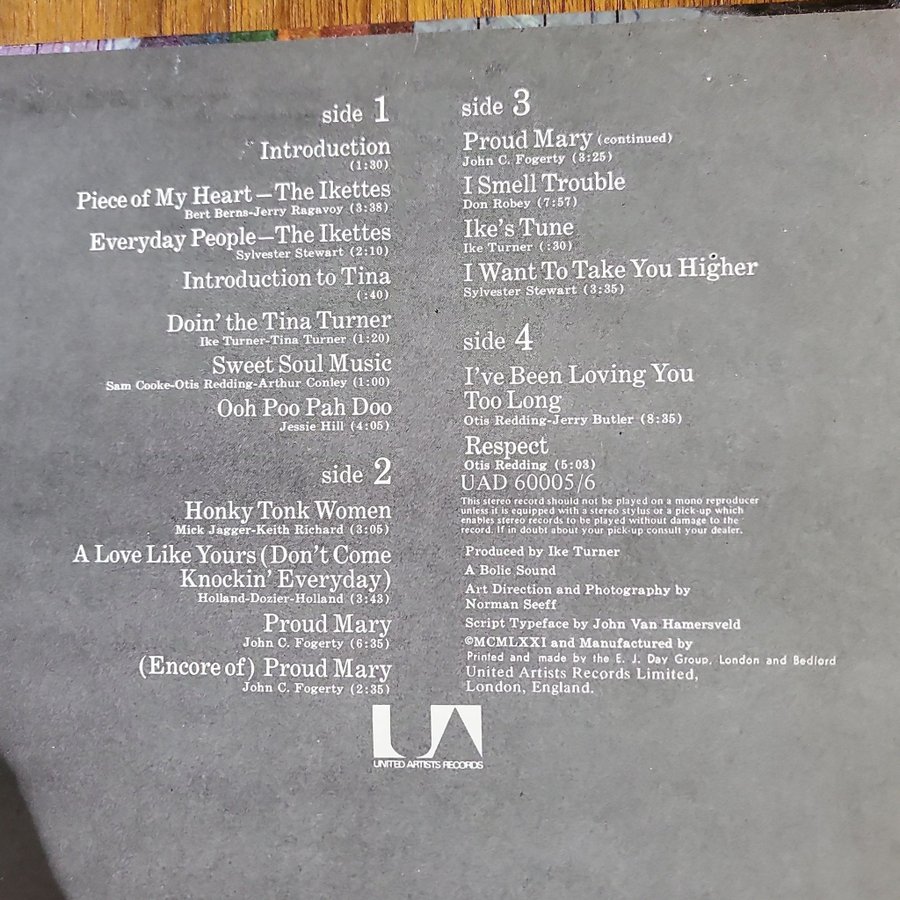 side 1
Introduction
(1:30)
Piece of My Heart—The Ikettes
Bert Berns-Jerry Ragavoy (3:38)
Everyday People—The Ikettes
Sylvester Stewart (2:10)
Introduction to Tina
(:40)
Doin' the Tina Turner
Ike Turner-Tina Turner (1:20)
Sweet Soul Music
Sam Cooke-Otis Redding-Arthur Conley (1:00)
Ooh Poo Pah Doo
Jessie Hill (4:05)
side 2
Honky Tonk Women
Mick Jagger-Keith Richard (3:05)
A Love Like Yours (Don't Come
Knockin' Everyday)
Holland-Dozier-Holland (3:43)
Proud Mary
John C. Fogerty (6:35)
(Encore of) Proud Mary
John C. Fogerty (2:35)
side 3
Proud Mary (continued)
John C. Fogerty (3:25)
I Smell Trouble
Don Robey (7:57)
Ike's Tune
Ike Turner (:30)
I Want To Take You Higher
Sylvester Stewart (3:35)
side 4
I've Been Loving You
Too Long
Otis Redding-Jerry Butler (8:35)
Respect
Otis Redding (5:03)
UAD 60005/6
This stereo record should not be played on a mono reproducer
unless it is equipped with a stereo stylus or a pick-up which
enables stereo records to be played without damage to the
record. If in doubt about your pick-up consult your dealer.
Produced by Ike Turner
A Bolic Sound
Art Direction and Photography by
Norman Seeff
Script Typeface by John Van Hamersveld
©MCMLXXI and Manufactured by
Printed and made by the E. J. Day Group, London and Bedford
United Artists Records Limited,
London, England.
UA
UNITED ARTISTS RECORDS